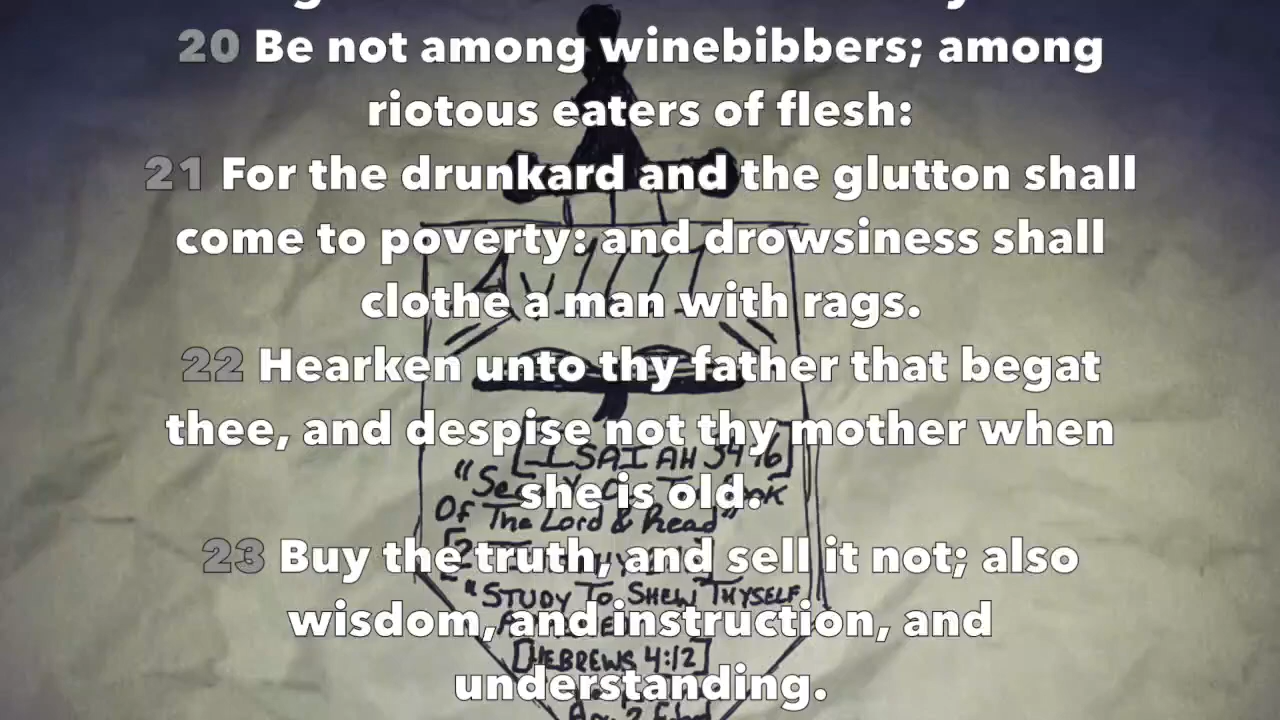 20 Be not among winebibbers; among
riotous eaters of flesh:
21 For the drunkard and the glutton shall
come to poverty: and drowsiness shall
clothe a man with rags.
22 Hearken unto thy father that begat
thee, and despise not thy mother when
[ISAIAH 34:16]
she is old.
Of The Lord & Read"
23 Buy the truth, and sell it not; also
"STUDY TO SHEW THYSELF
wisdom, and instruction, and
[HEBREWS 4:12]
understanding.